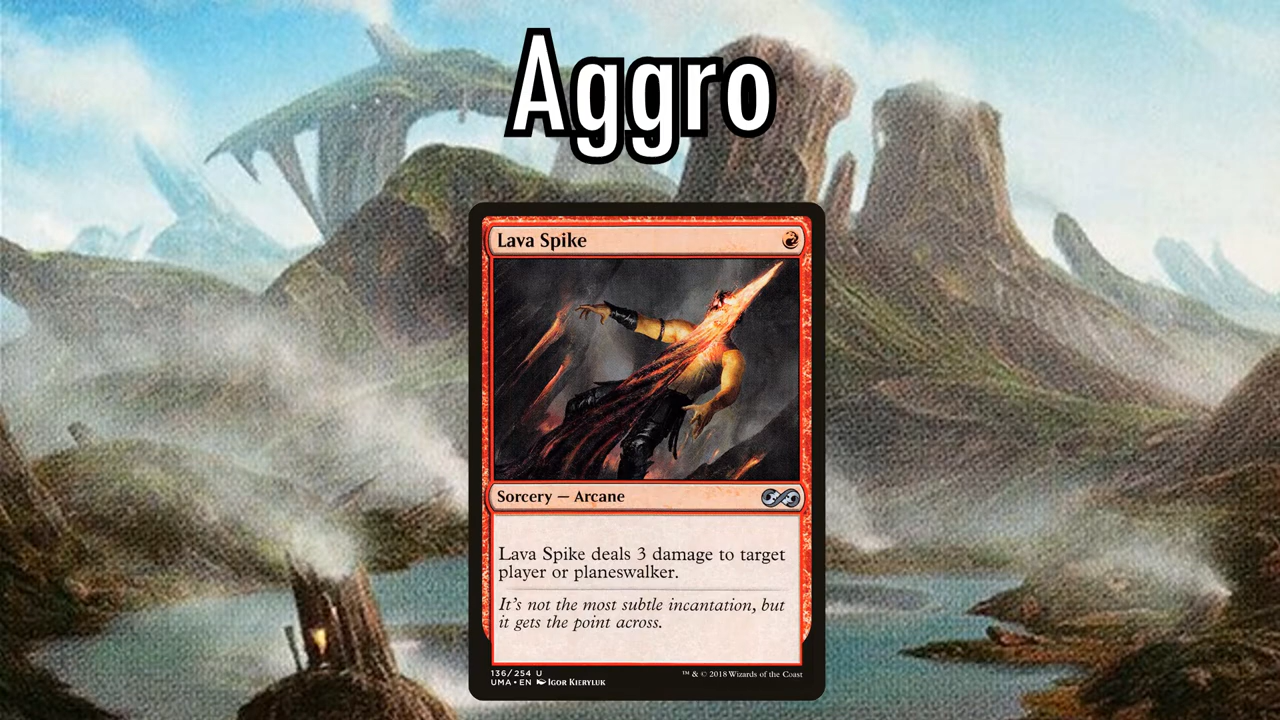 Aggro
Lava Spike
Sorcery — Arcane
Lava Spike deals 3 damage to target
player or planeswalker.
It's not the most subtle incantation, but
it gets the point across.
136/254 U
UMA • EN Igor Kieryluk
™ & © 2018 Wizards of the Coast